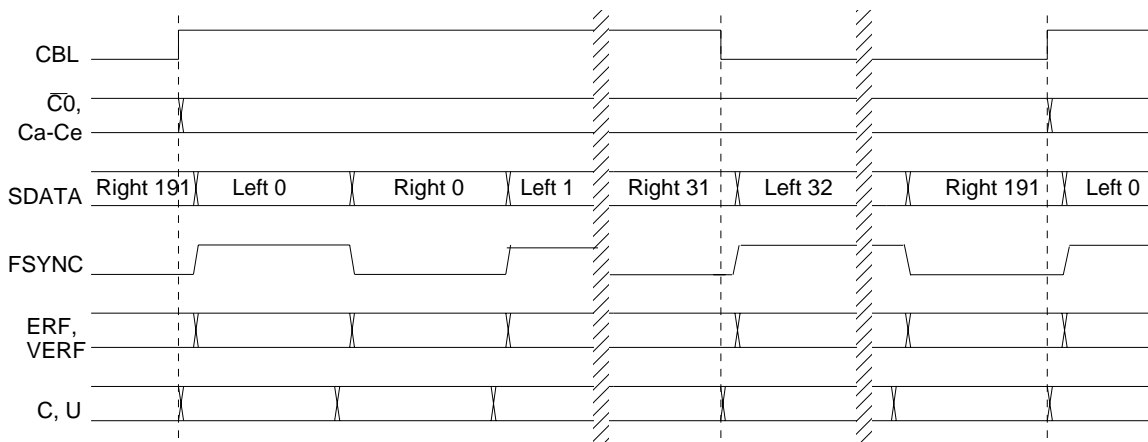 CBL
C̅0̅,
Ca-Ce
SDATA
Right 191 Left 0 Right 0 Left 1 Right 31 Left 32 Right 191 Left 0
FSYNC
ERF,
VERF
C, U